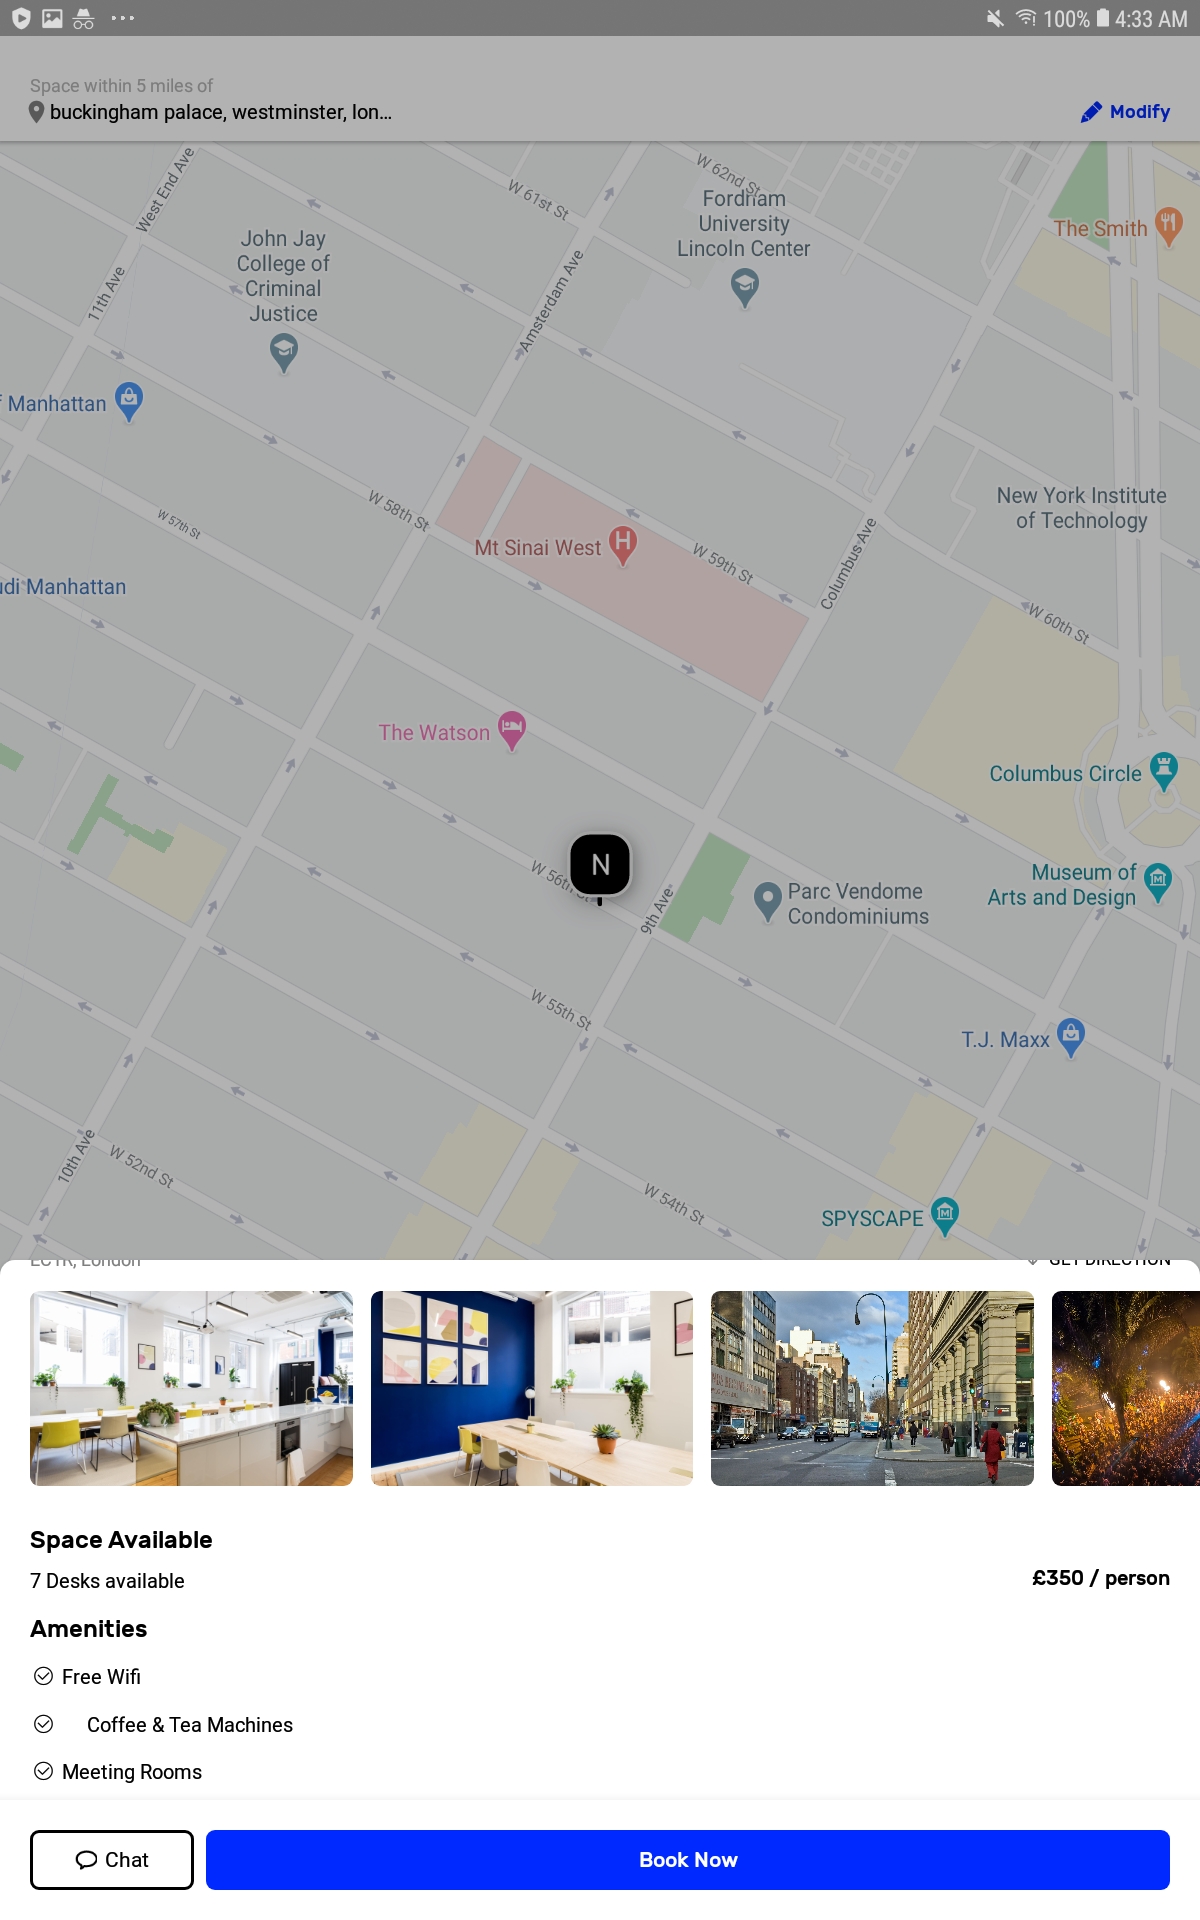 100% 4:33 AM
Space within 5 miles of
buckingham palace, westminster, lon...
Modify
West End Ave
W 61st St
W 62nd St
Fordham
University
Lincoln Center
The Smith
John Jay
College of
Criminal
Justice
11th Ave
Amsterdam Ave
f Manhattan
W 58th St
W 57th St
Mt Sinai West
H
W 59th St
Columbus Ave
New York Institute
of Technology
udi Manhattan
W 60th St
The Watson
Columbus Circle
N
W 56th St
9th Ave
Parc Vendome
Condominiums
Museum of
Arts and Design
W 55th St
T.J. Maxx
10th Ave
W 52nd St
W 54th St
SPYSCAPE
EC1R, London
GET DIRECTION
Space Available
7 Desks available
£350 / person
Amenities
Free Wifi
Coffee & Tea Machines
Meeting Rooms
Chat
Book Now